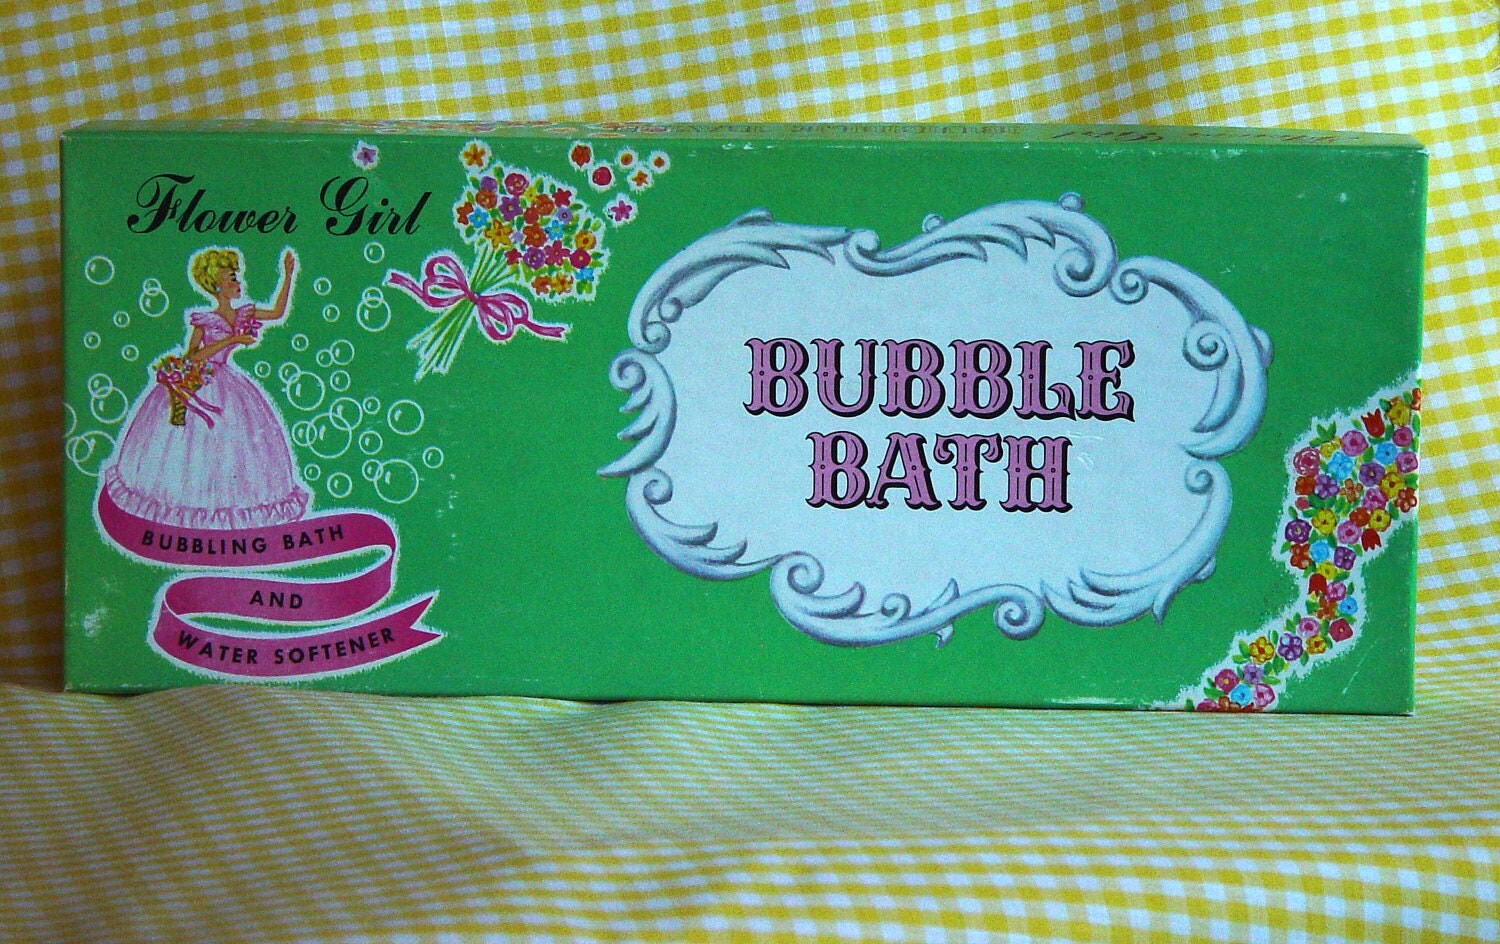 Flower Girl
BUBBLE
BATH
BUBBLING BATH
AND
WATER SOFTENER